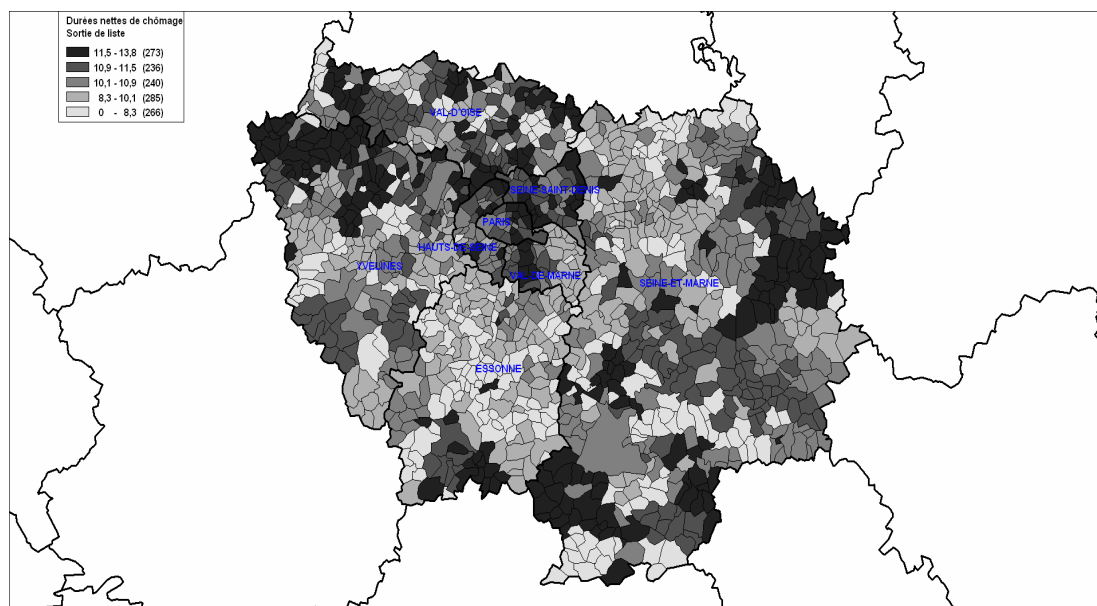 Durées nettes de chômage
Sortie de liste
11,5 - 13,8 (273)
10,9 - 11,5 (236)
10,1 - 10,9 (240)
8,3 - 10,1 (285)
0 - 8,3 (266)
VAL-D'OISE
SEINE-SAINT-DENIS
PARIS
HAUTS-DE-SEINE
YVELINES
VAL-DE-MARNE
SEINE-ET-MARNE
ESSONNE